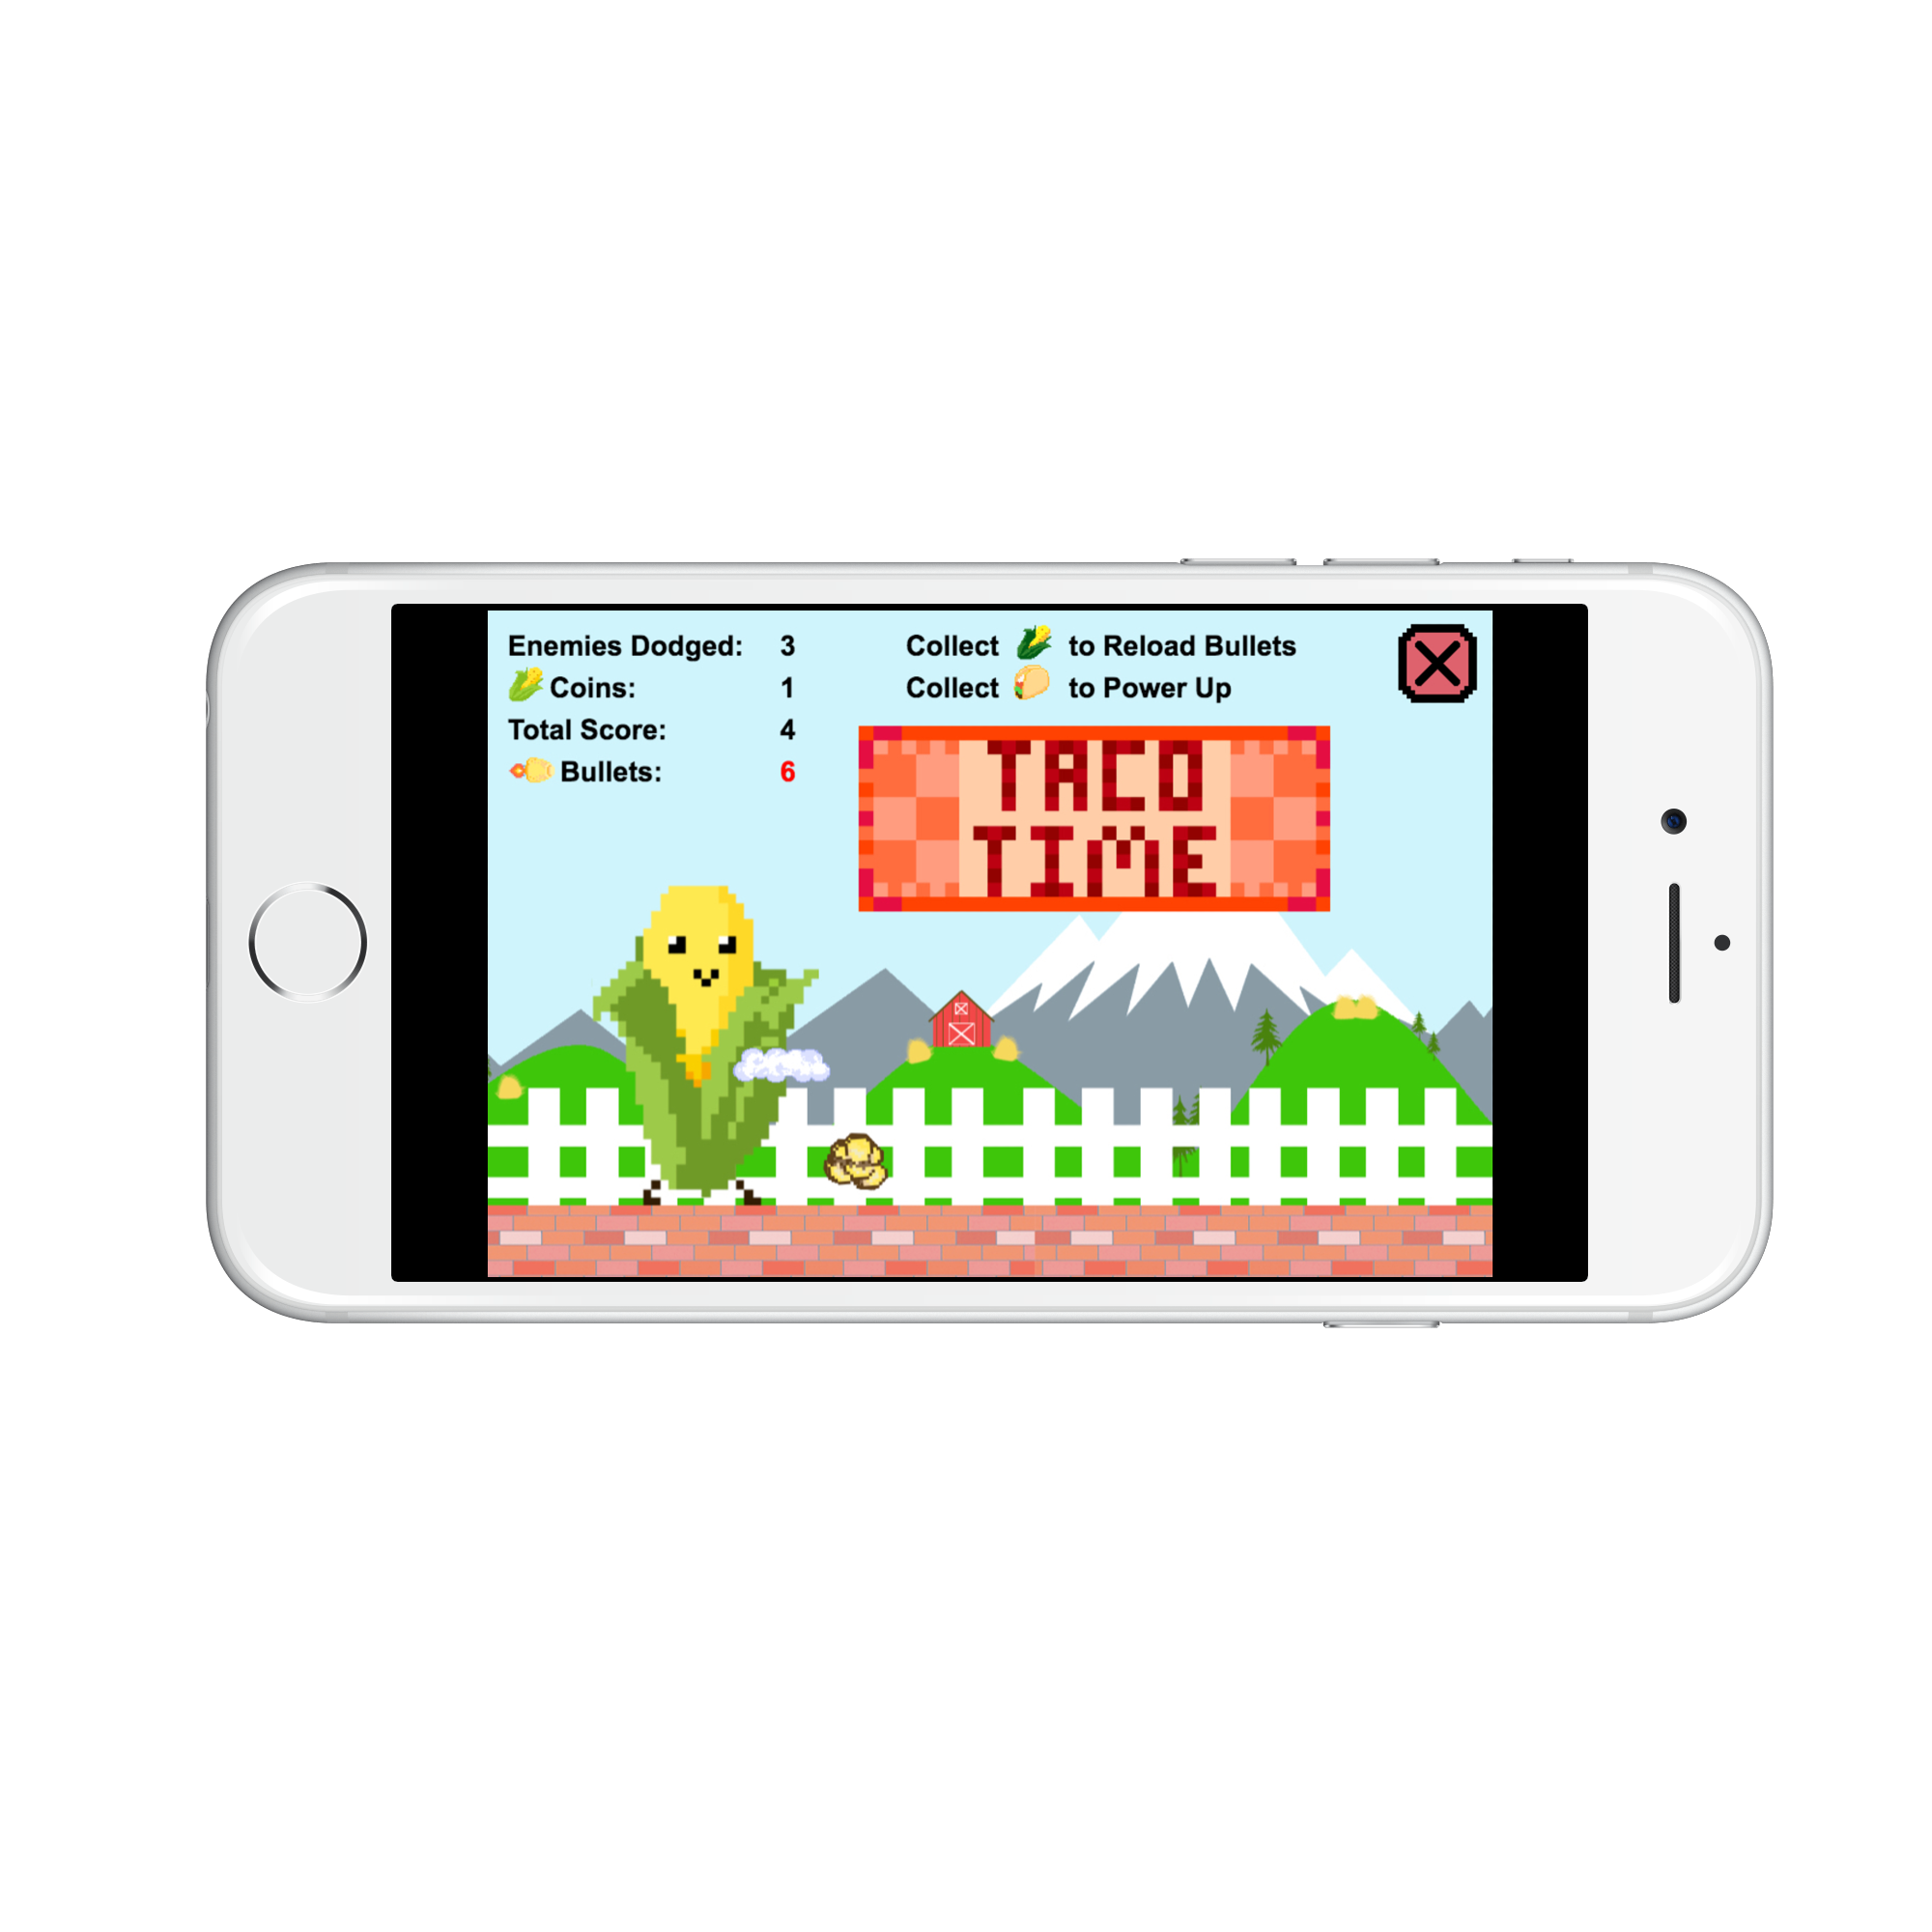 Enemies Dodged: 3
Coins: 1
Total Score: 4
Bullets: 6
Collect to Reload Bullets
Collect to Power Up
TACO
TIME